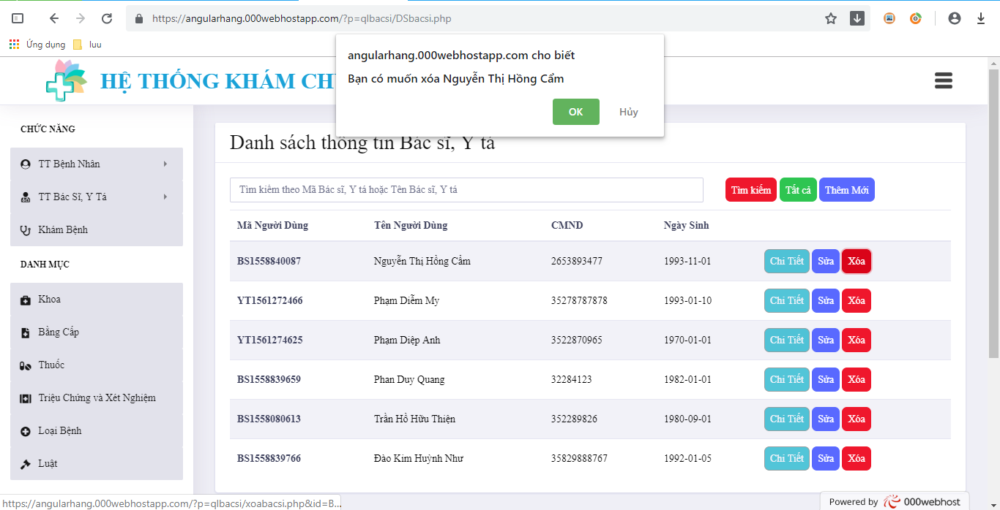 https://angularhang.000webhostapp.com/?p=qlbacsi/DSbacsi.php
Ứng dụng
luu
angularhang.000webhostapp.com cho biết
Bạn có muốn xóa Nguyễn Thị Hồng Cẩm
OK
Hủy
HỆ THỐNG KHÁM CH
CHỨC NĂNG
TT Bệnh Nhân
TT Bác Sĩ, Y Tá
Khám Bệnh
DANH MỤC
Khoa
Bằng Cấp
Thuốc
Triệu Chứng và Xét Nghiệm
Loại Bệnh
Luật
Danh sách thông tin Bác sĩ, Y tá
Tìm kiếm theo Mã Bác sĩ, Y tá hoặc Tên Bác sĩ, Y tá
Tìm kiếm Tất cả Thêm Mới
Mã Người Dùng Tên Người Dùng CMND Ngày Sinh
BS1558840087 Nguyễn Thị Hồng Cẩm 2653893477 1993-11-01 Chi Tiết Sửa Xóa
YT1561272466 Phạm Diễm My 35278787878 1993-01-10 Chi Tiết Sửa Xóa
YT1561274625 Phạm Diệp Anh 3522870965 1970-01-01 Chi Tiết Sửa Xóa
BS1558839659 Phan Duy Quang 32284123 1982-01-01 Chi Tiết Sửa Xóa
BS1558080613 Trần Hồ Hữu Thiện 352289826 1980-09-01 Chi Tiết Sửa Xóa
BS1558839766 Đào Kim Huỳnh Như 35829888767 1992-01-05 Chi Tiết Sửa Xóa
https://angularhang.000webhostapp.com/?p=qlbacsi/xoabacsi.php&id=B...
Powered by 000webhost